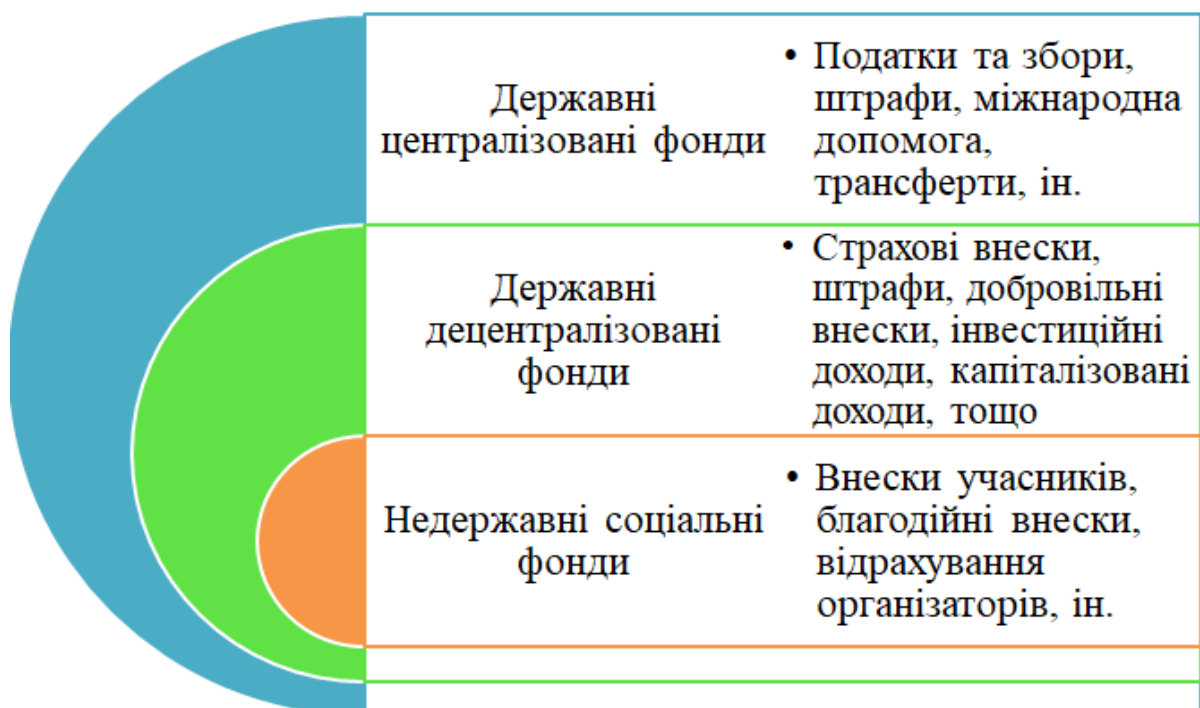 Державні
централізовані фонди
• Податки та збори,
штрафи, міжнародна
допомога,
трансферти, ін.
Державні
децентралізовані
фонди
• Страхові внески,
штрафи, добровільні
внески, інвестиційні
доходи, капіталізовані
доходи, тощо
Недержавні соціальні
фонди
• Внески учасників,
благодійні внески,
відрахування
організаторів, ін.